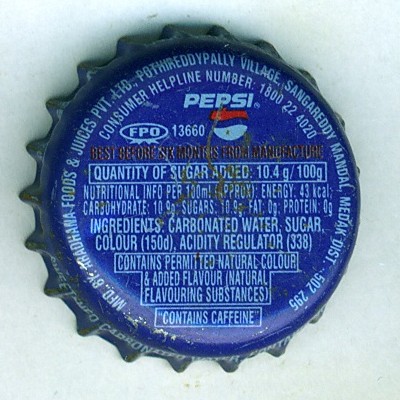 MFD. BY ARADHANA FOODS & JUICES PVT. LTD., POTHIREDDYPALLY VILLAGE, SANGAREDDY MANDAL, MEDAK DIST. - 502 295
CONSUMER HELPLINE NUMBER: 1800 22 4020
PEPSI
FPO 13660
BEST BEFORE SIX MONTHS FROM MANUFACTURE
QUANTITY OF SUGAR ADDED: 10.4 g / 100g
NUTRITIONAL INFO PER 100mL (APPROX): ENERGY: 43 kcal,
CARBOHYDRATE: 10.9g, SUGARS: 10.9g, FAT: 0g; PROTEIN: 0g
INGREDIENTS: CARBONATED WATER, SUGAR,
COLOUR (150d), ACIDITY REGULATOR (338)
CONTAINS PERMITTED NATURAL COLOUR
& ADDED FLAVOUR (NATURAL
FLAVOURING SUBSTANCES)
"CONTAINS CAFFEINE"